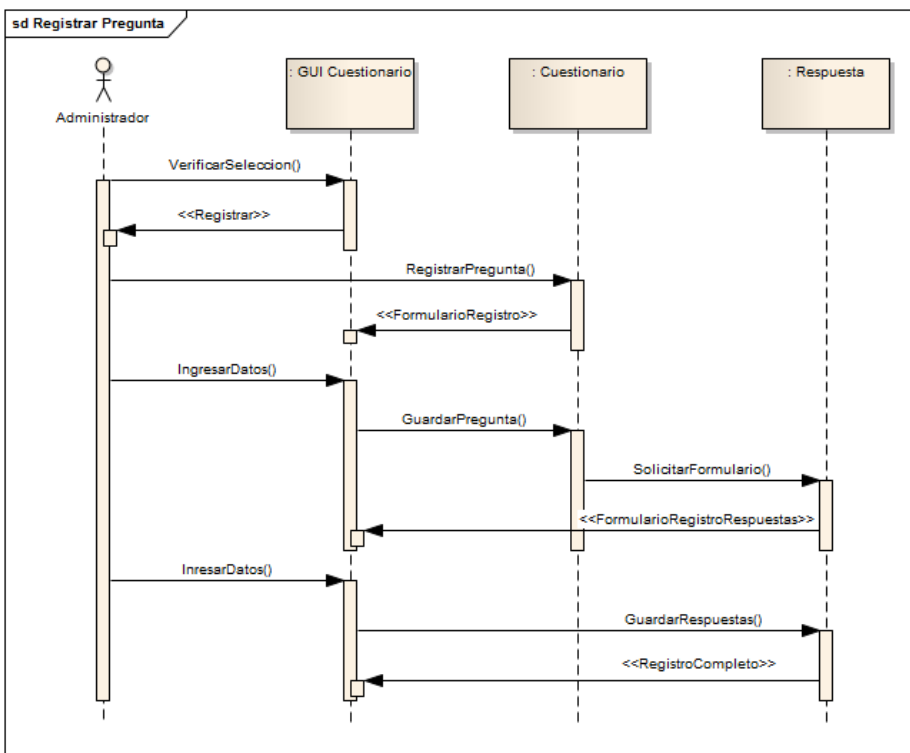 sd Registrar Pregunta
Administrador
: GUI Cuestionario
: Cuestionario
: Respuesta
VerificarSeleccion()
<<Registrar>>
RegistrarPregunta()
<<FormularioRegistro>>
IngresarDatos()
GuardarPregunta()
SolicitarFormulario()
<<FormularioRegistroRespuestas>>
InresarDatos()
GuardarRespuestas()
<<RegistroCompleto>>